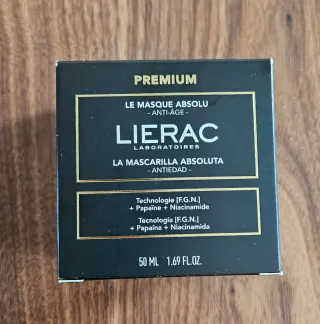 PREMIUM
LE MASQUE ABSOLU
- ANTI-ÂGE -
LIERAC
LABORATOIRES
LA MASCARILLA ABSOLUTA
- ANTIEDAD -
Technologie [F.G.N.]
+ Papaïne + Niacinamide
Tecnología [F.G.N.]
+ Papaína + Niacinamida
50 ML 1.69 FL.OZ.